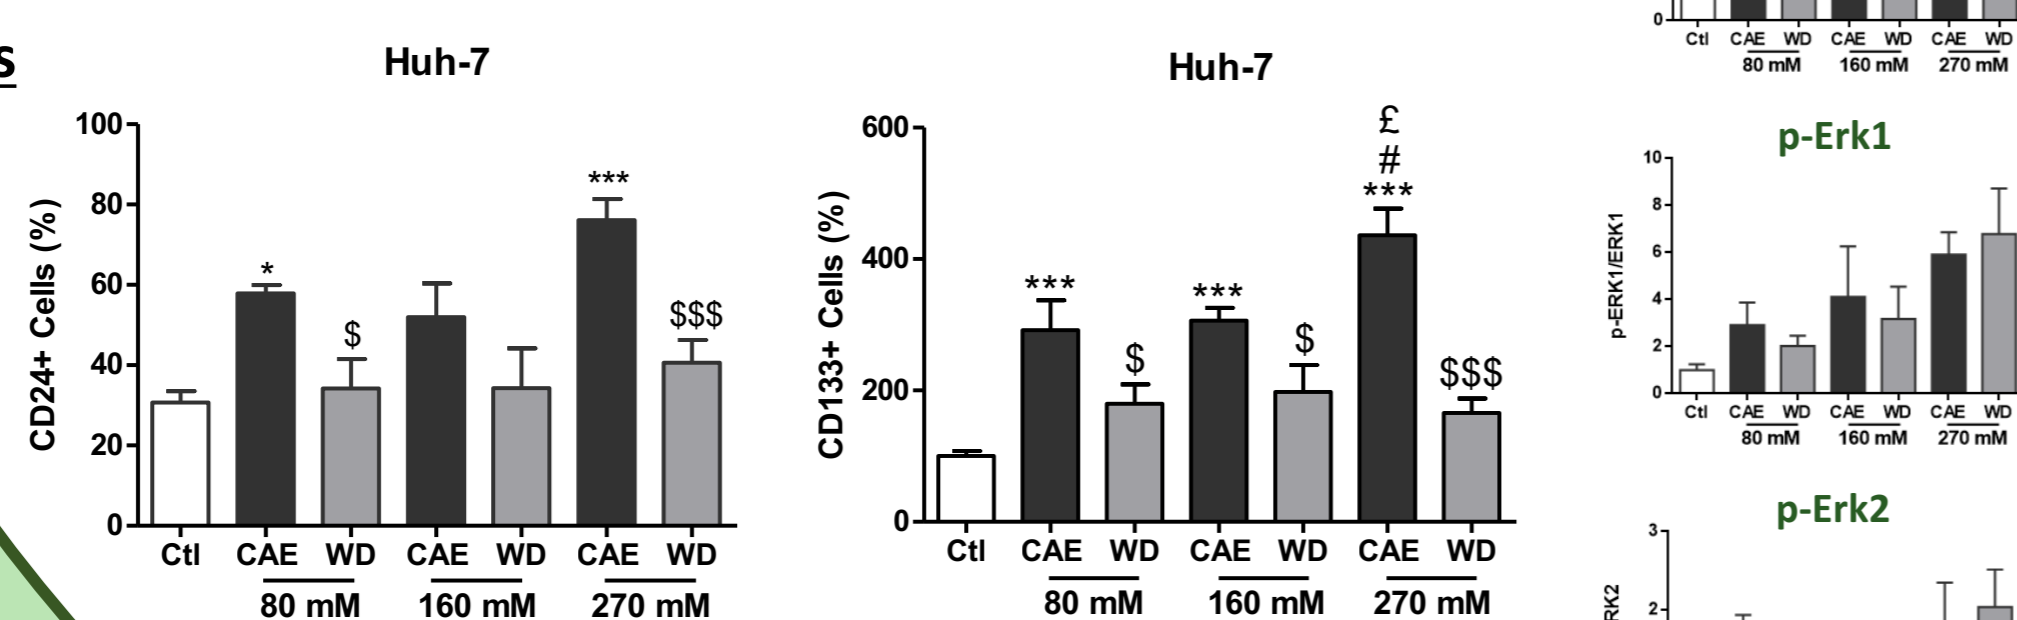 s
Huh-7
CD24+ Cells (%)
100
80
60
40
20
0
*
$
***
$$$
Ctl CAE WD CAE WD CAE WD
80 mM 160 mM 270 mM
Huh-7
CD133+ Cells (%)
600
400
200
0
***
$
***
$
£
#
***
$$$
Ctl CAE WD CAE WD CAE WD
80 mM 160 mM 270 mM
0
Ctl CAE WD CAE WD CAE WD
80 mM 160 mM 270 mM
p-Erk1
p-ERK1/ERK1
10
8
6
4
2
0
Ctl CAE WD CAE WD CAE WD
80 mM 160 mM 270 mM
p-Erk2
RK2
3
2